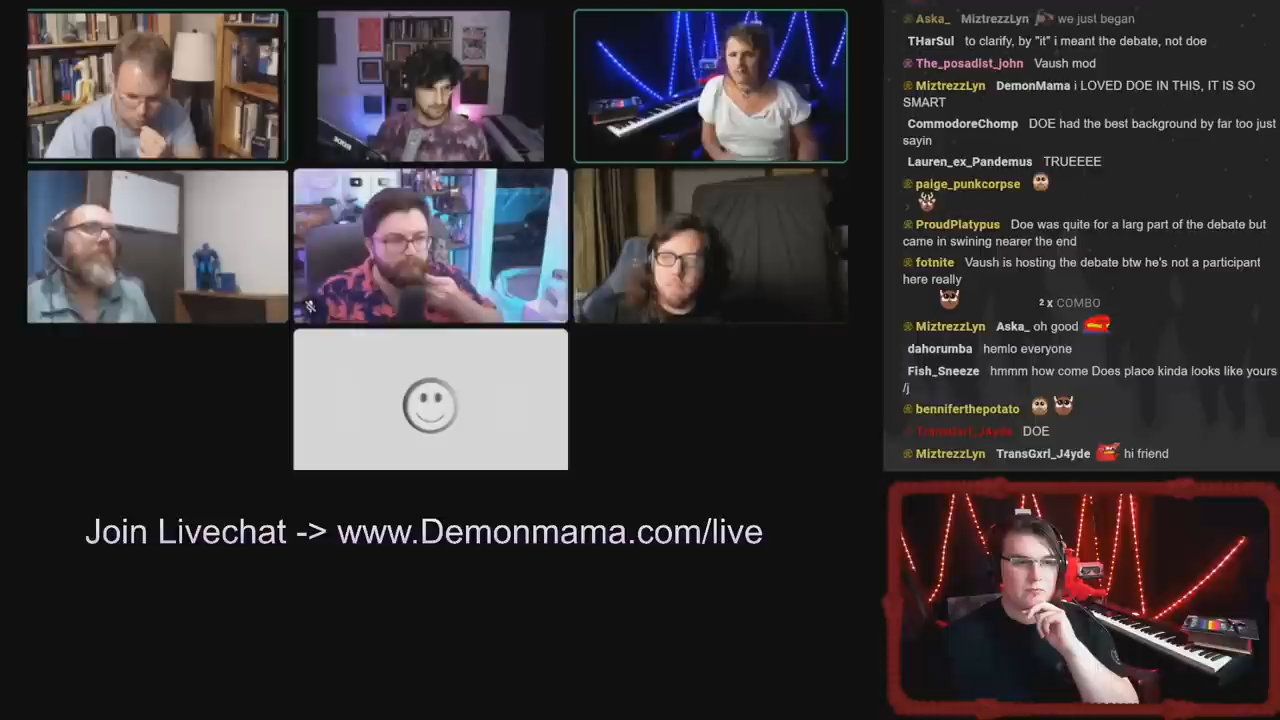 Aska_ MiztrezzLyn we just began
THarSul to clarify, by "it" i meant the debate, not doe
The_posadist_john Vaush mod
MiztrezzLyn DemonMama i LOVED DOE IN THIS, IT IS SO
SMART
CommodoreChomp DOE had the best background by far too just
sayin
Lauren_ex_Pandemus TRUEEEE
paige_punkcorpse
ProudPlatypus Doe was quite for a larg part of the debate but
came in swining nearer the end
fotnite Vaush is hosting the debate btw he's not a participant
here really
2 x COMBO
MiztrezzLyn Aska_ oh good
dahorumba hemlo everyone
Fish_Sneeze hmmm how come Does place kinda looks like yours
/j
benniferthepotato
TransGxrl_J4yde DOE
MiztrezzLyn TransGxrl_J4yde hi friend
Join Livechat -> www.Demonmama.com/live